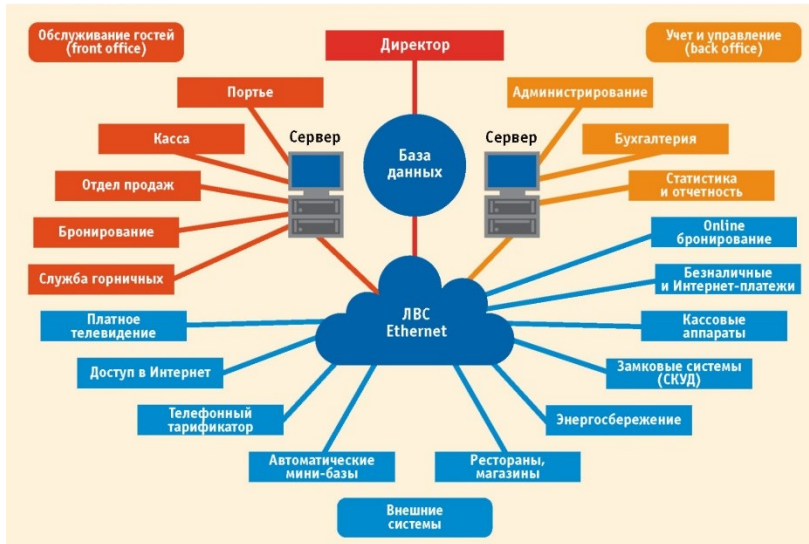 Обслуживание гостей
(front office)
Директор
Учет и управление
(back office)
Портье
Администрирование
Касса
Сервер
База
данных
Сервер
Бухгалтерия
Отдел продаж
Статистика
и отчетность
Бронирование
Online
бронирование
Служба горничных
Безналичные
и Интернет-платежи
Платное
телевидение
ЛВС
Ethernet
Кассовые
аппараты
Доступ в Интернет
Замковые системы
(СКУД)
Телефонный
тарификатор
Энергосбережение
Автоматические
мини-базы
Рестораны,
магазины
Внешние
системы